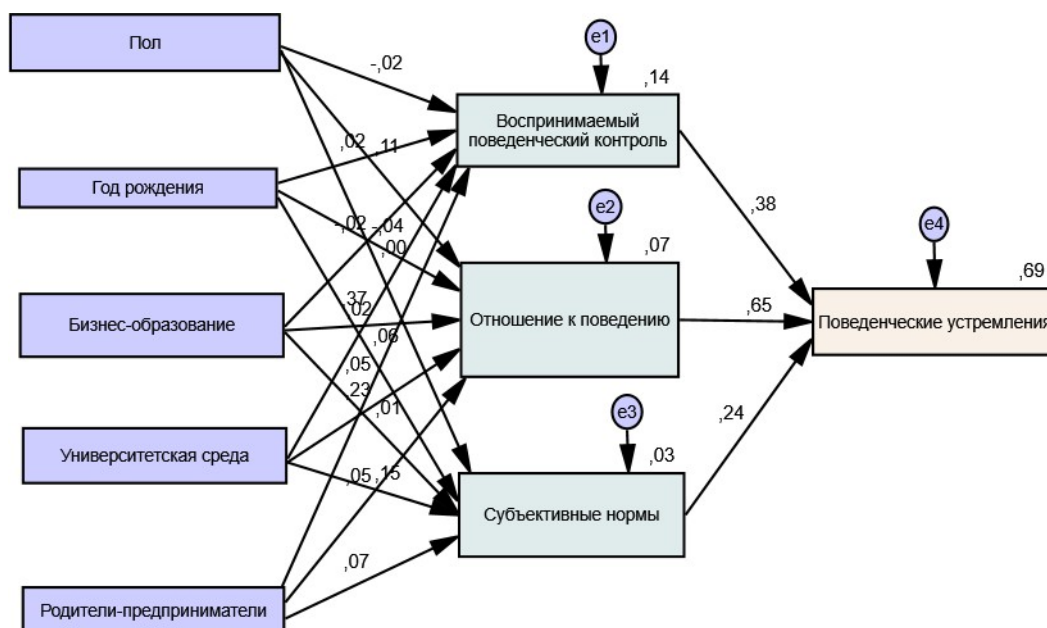 Пол
e1
-,02
,14
Воспринимаемый
поведенческий контроль
,02
,11
Год рождения
e2
,38
e4
-,02
-,04
,00
,07
,69
,37
,02
Бизнес-образование
Отношение к поведению
,65
Поведенческие устремления
,06
,05
,23
,01
e3
,24
Университетская среда
,03
,05
,15
Субъективные нормы
,07
Родители-предприниматели